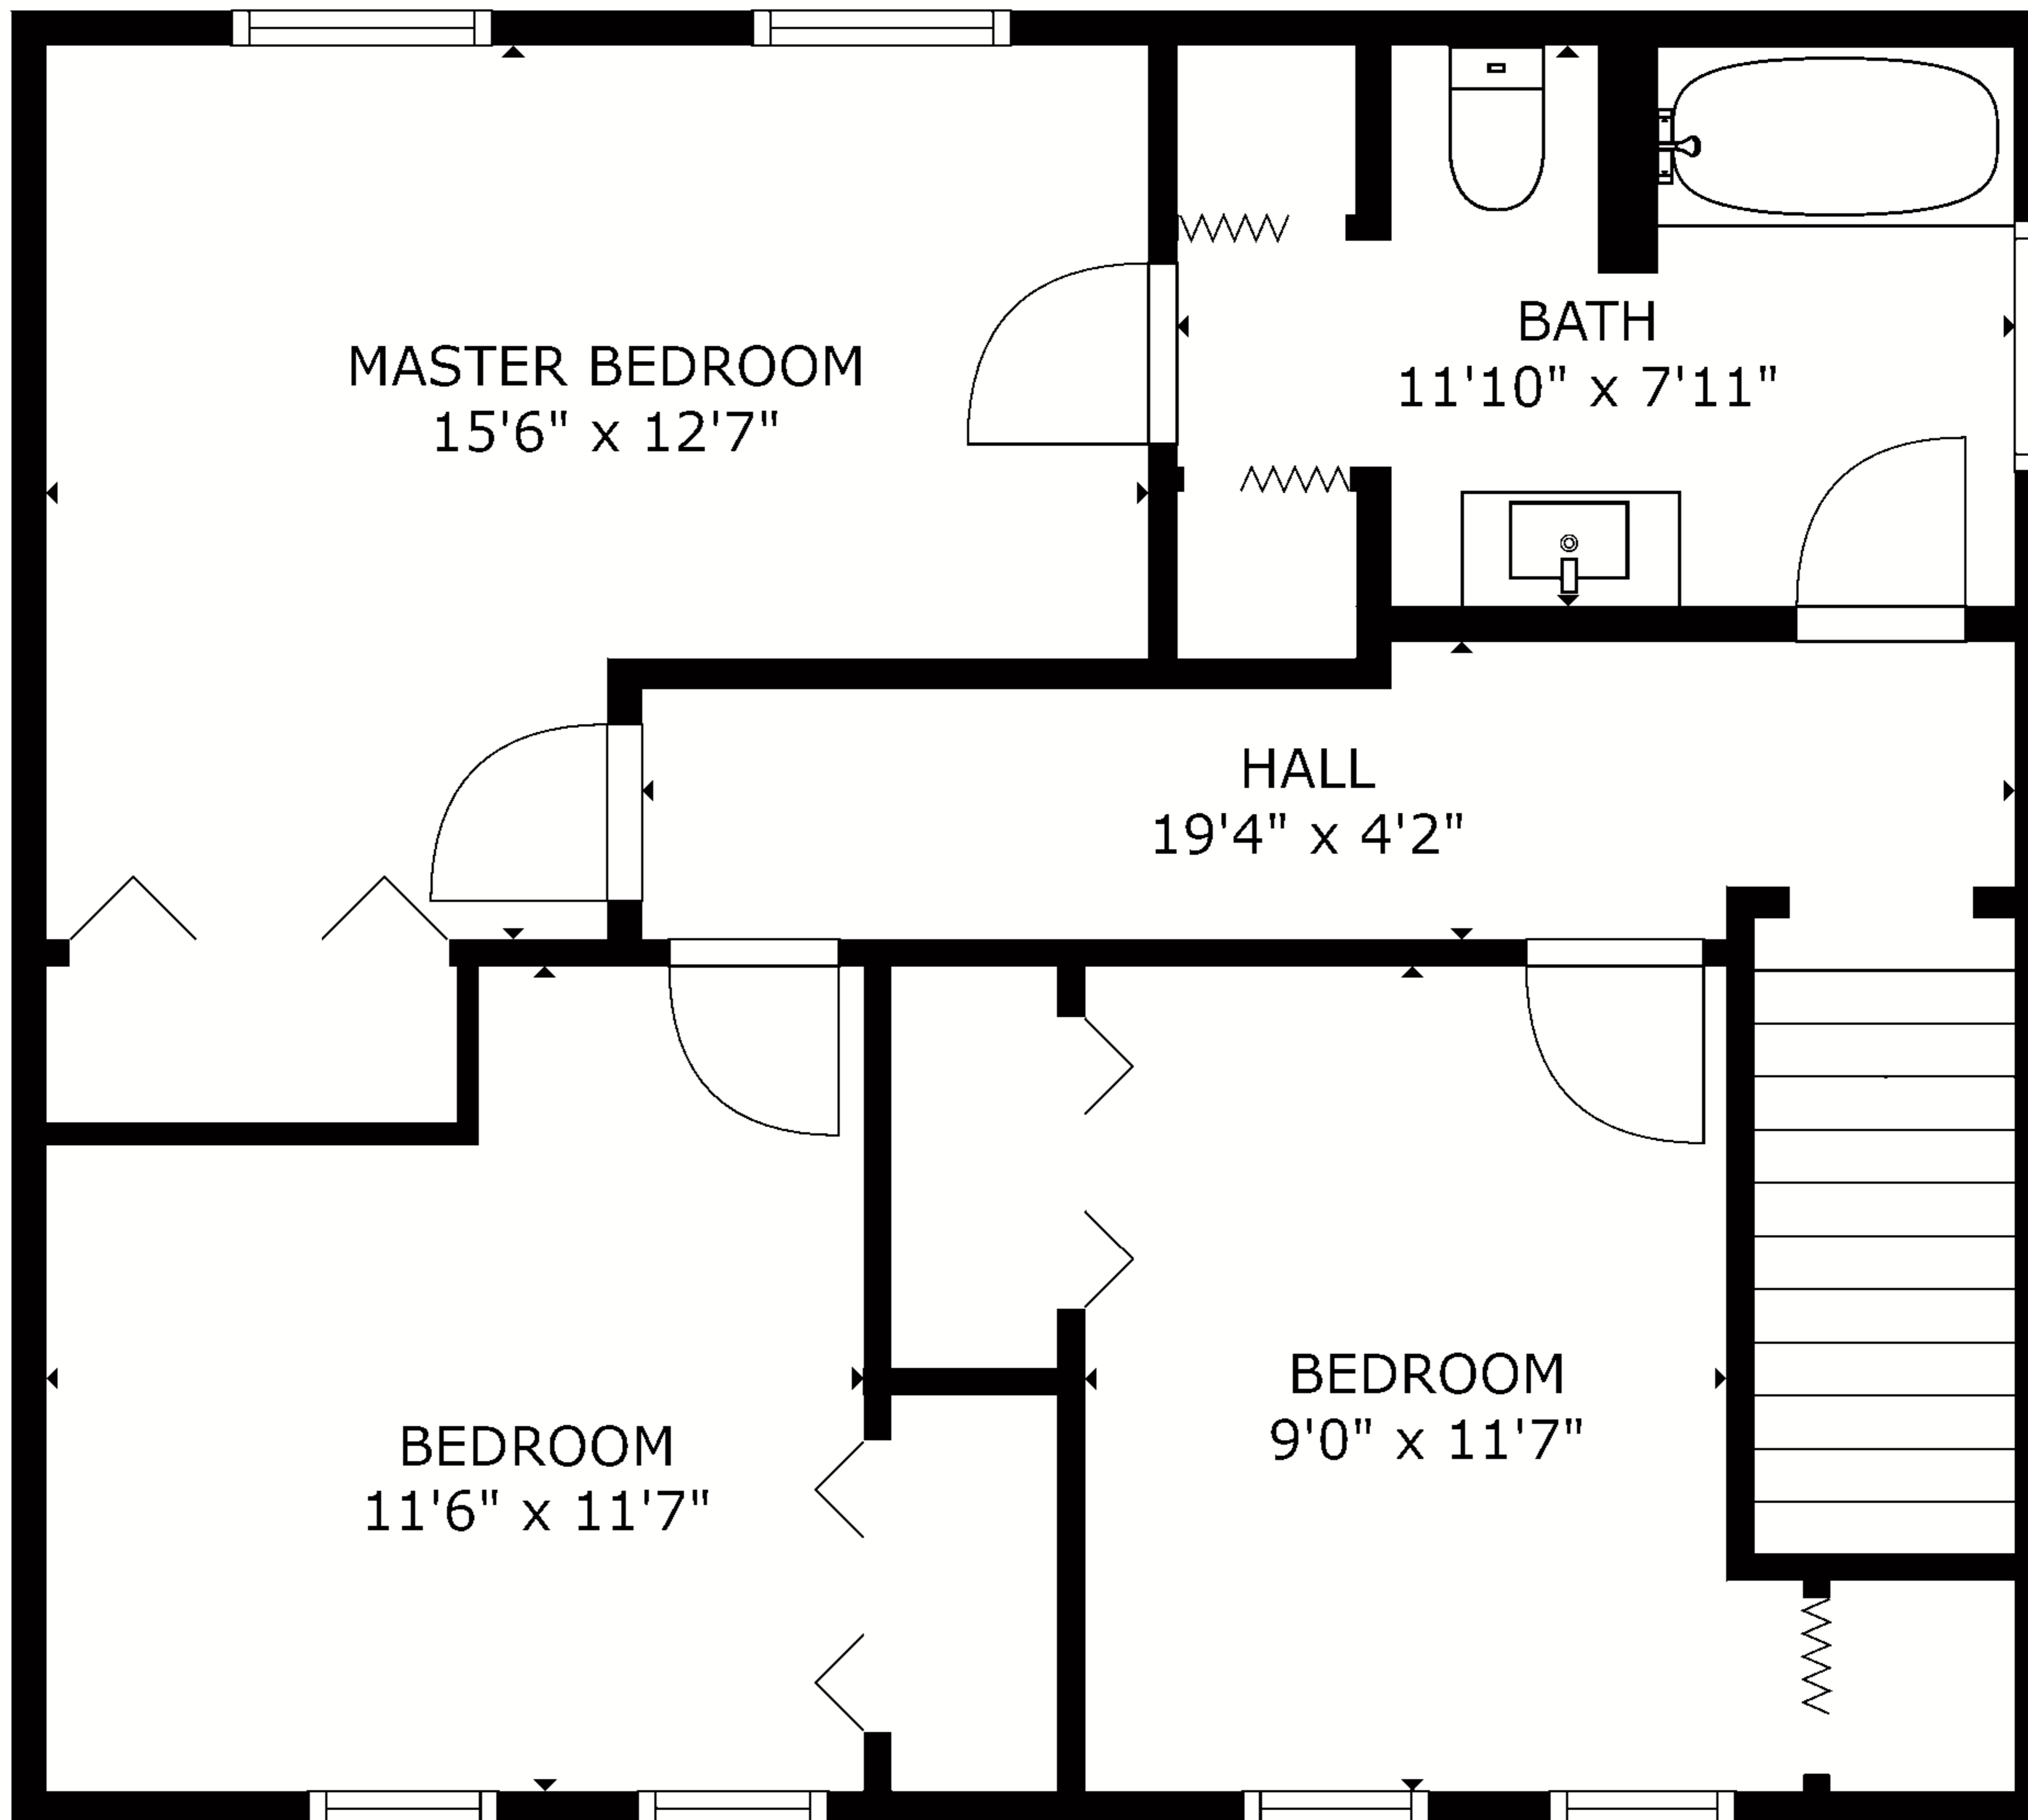 MASTER BEDROOM
15'6" x 12'7"
BATH
11'10" x 7'11"
HALL
19'4" x 4'2"
BEDROOM
11'6" x 11'7"
BEDROOM
9'0" x 11'7"